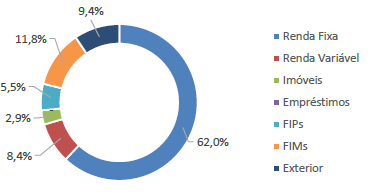 9,4%
11,8%
5,5%
2,9%
8,4%
62,0%
Renda Fixa
Renda Variável
Imóveis
Empréstimos
FIPs
FIMs
Exterior